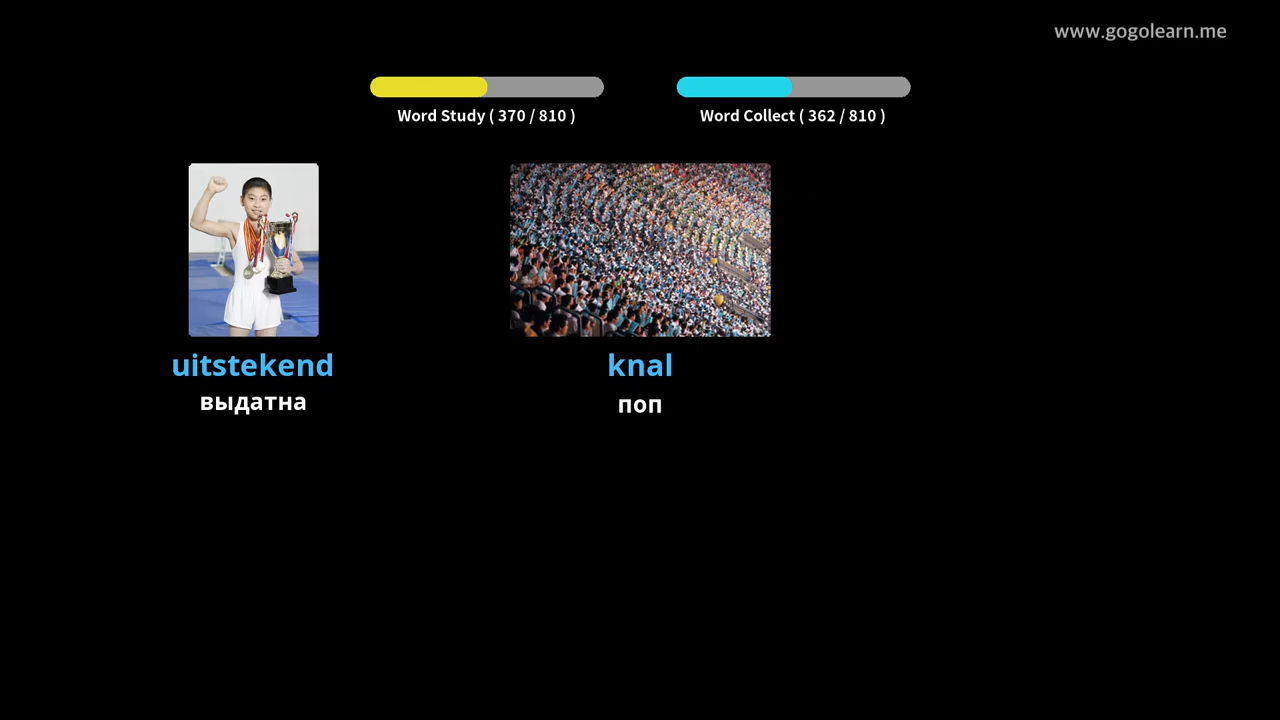 www.gogolearn.me
Word Study ( 370 / 810 )
Word Collect ( 362 / 810 )
uitstekend
выдатна
knal
поп